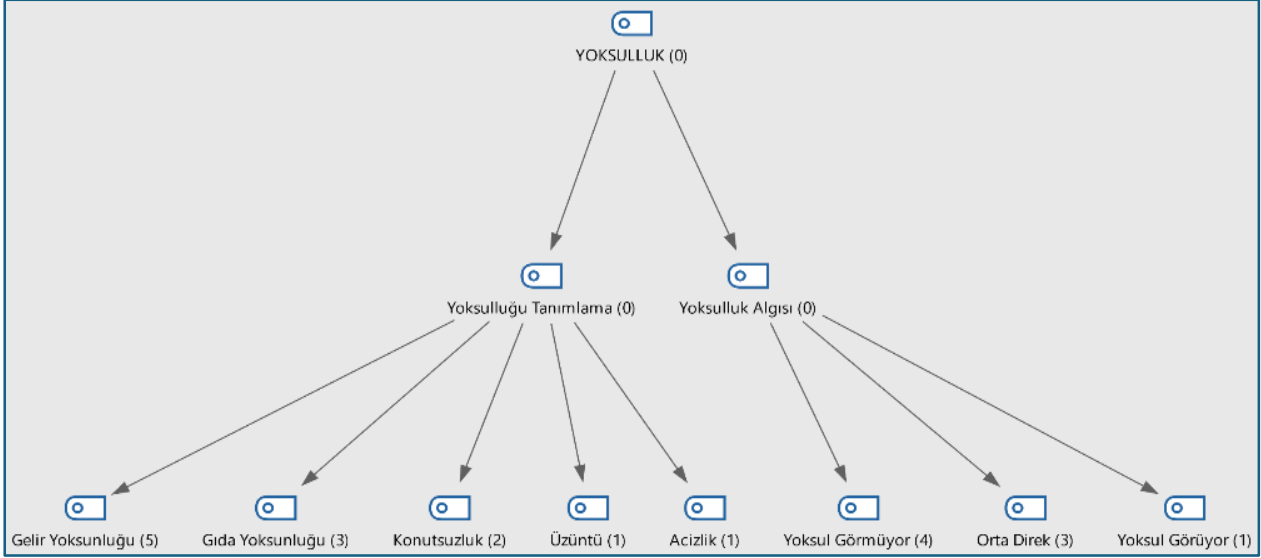 YOKSULLUK (0)
Yoksulluğu Tanımlama (0) Yoksulluk Algısı (0)
Gelir Yoksunluğu (5) Gıda Yoksunluğu (3) Konutsuzluk (2) Üzüntü (1) Acizlik (1) Yoksul Görmüyor (4) Orta Direk (3) Yoksul Görüyor (1)